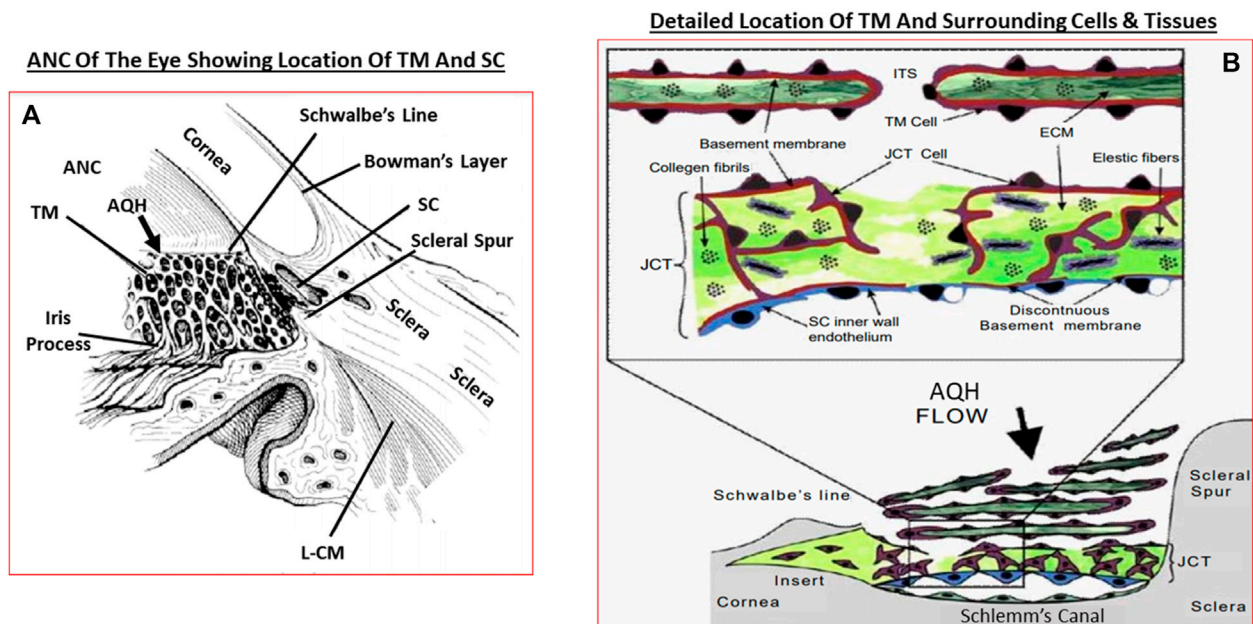 ANC Of The Eye Showing Location Of TM And SC
A
Schwalbe's Line
Cornea
Bowman's Layer
ANC
SC
TM
AQH
Scleral Spur
Iris
Process
Sclera
Sclera
L-CM
Detailed Location Of TM And Surrounding Cells & Tissues
B
ITS
TM Cell
ECM
Basement membrane
JCT Cell
Collagen fibrils
Elestic fibers
JCT
SC inner wall
endothelium
Discontnuous
Basement membrane
AQH
FLOW
Schwalbe's line
Scleral
Spur
JCT
Insert
Cornea
Schlemm's Canal
Sclera